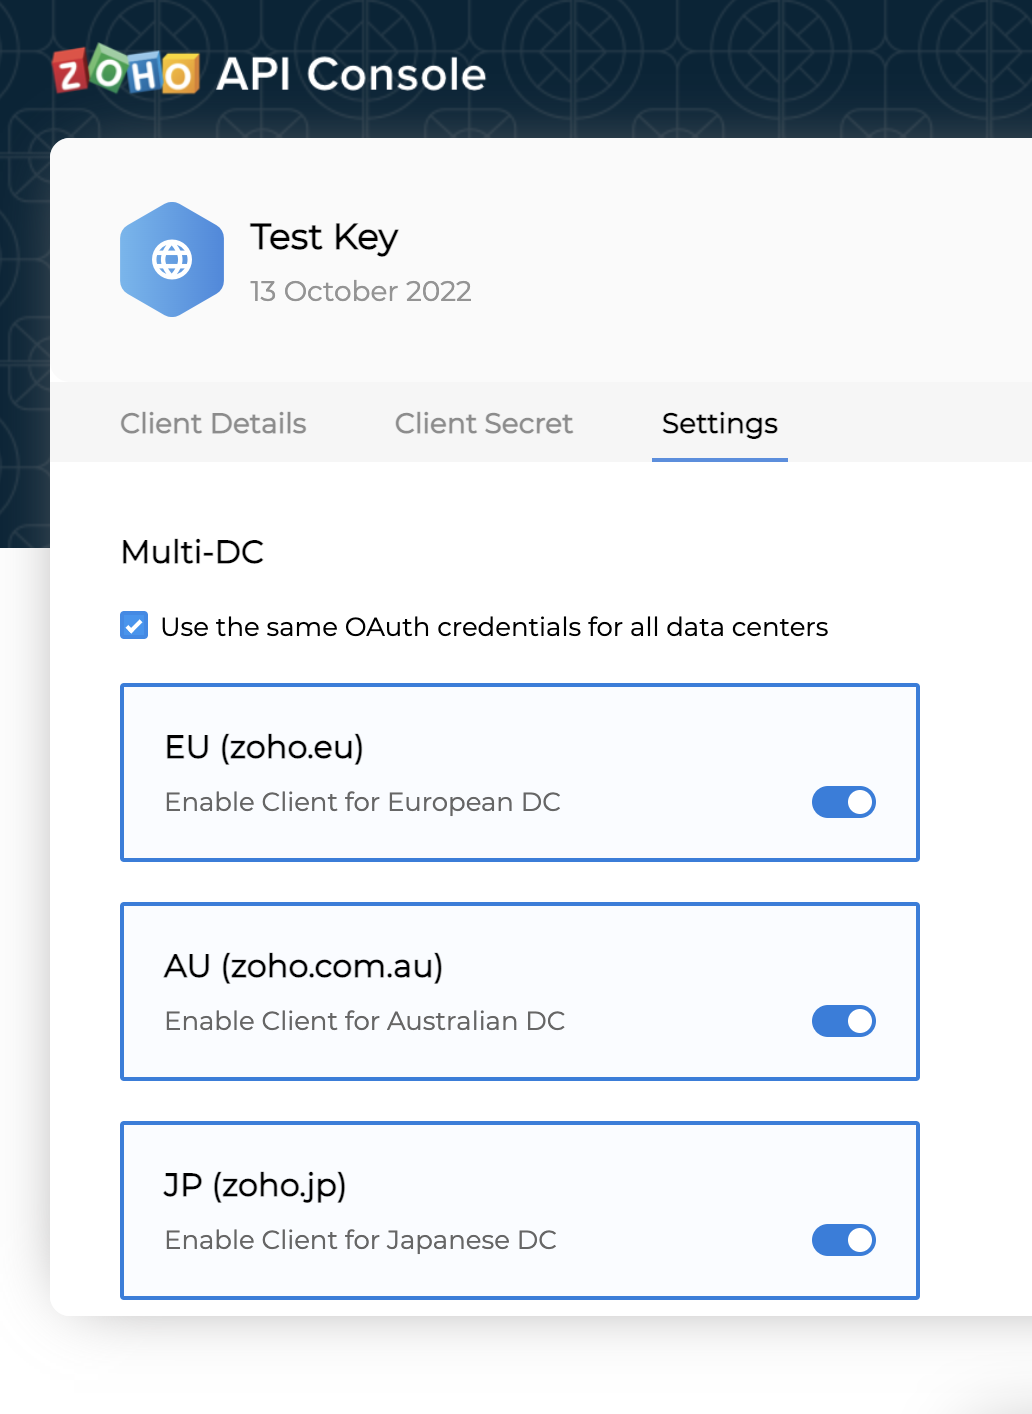 ZOHO API Console
Test Key
13 October 2022
Client Details Client Secret Settings
Multi-DC
Use the same OAuth credentials for all data centers
EU (zoho.eu)
Enable Client for European DC
AU (zoho.com.au)
Enable Client for Australian DC
JP (zoho.jp)
Enable Client for Japanese DC